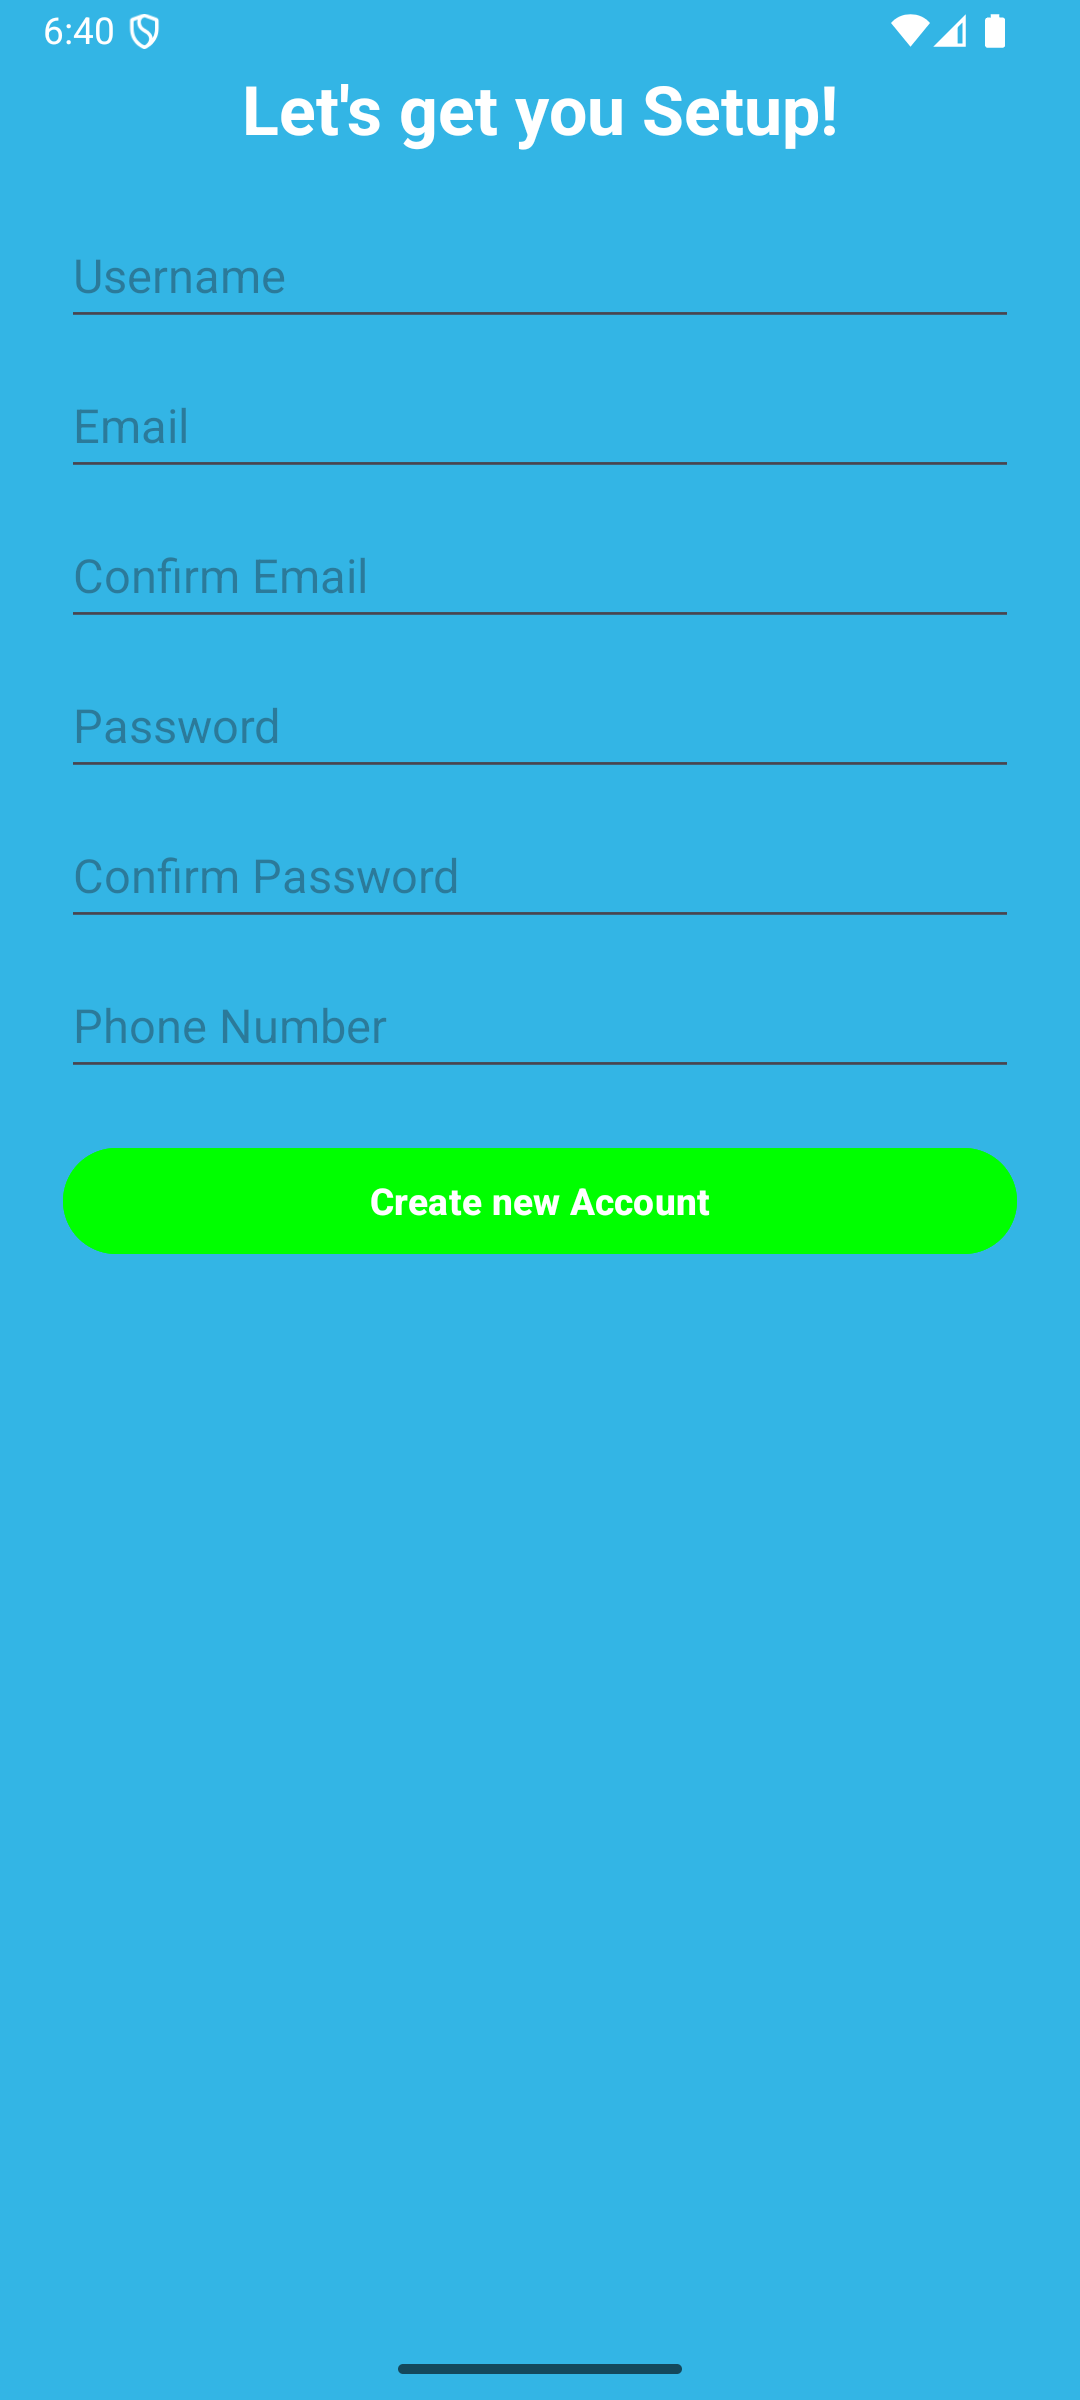 6:40
Let's get you Setup!
Username
Email
Confirm Email
Password
Confirm Password
Phone Number
Create new Account